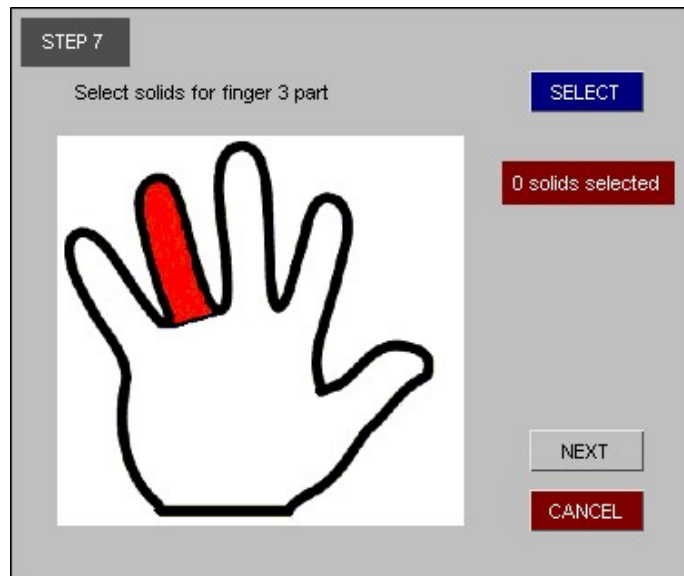 STEP 7
Select solids for finger 3 part
SELECT
0 solids selected
NEXT
CANCEL